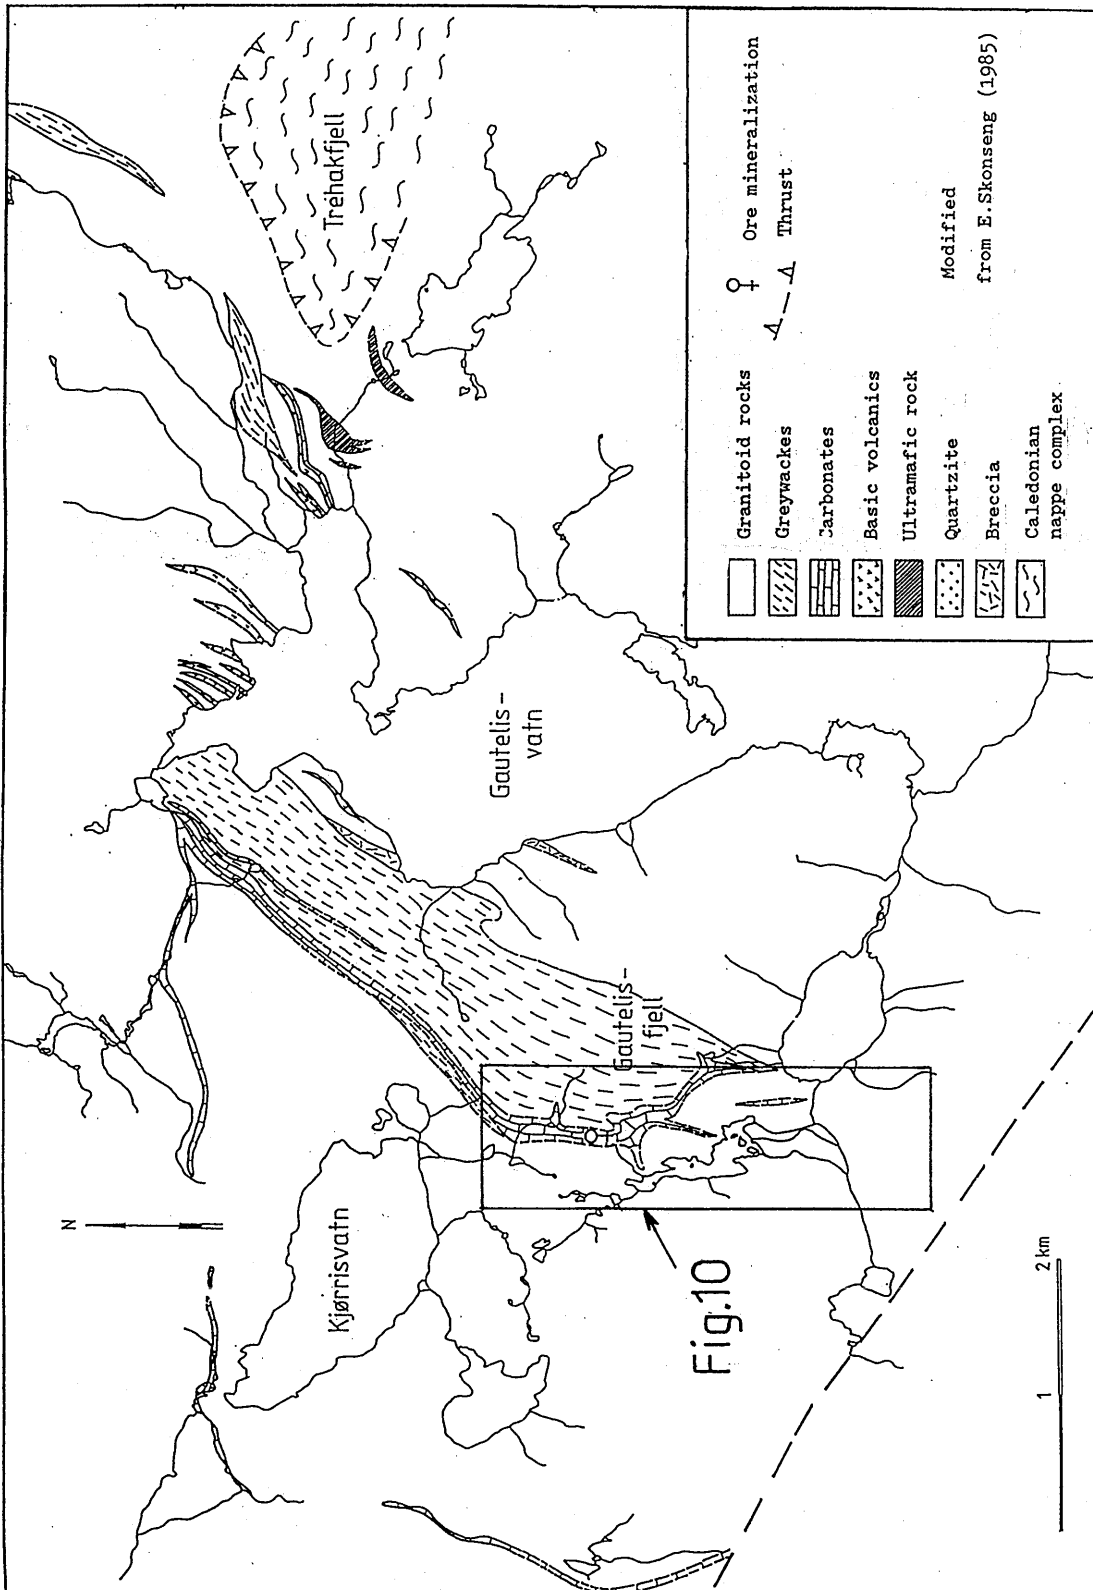 Tréhakfjell
Gautelis-
vatn
Gautelis-
fjell
Kjørrisvatn
N
Fig.10
1
2 km
Granitoid rocks
Greywackes
Carbonates
Basic volcanics
Ultramafic rock
Quartzite
Breccia
Caledonian
nappe complex
Ore mineralization
Thrust
Modified
from E.Skonseng (1985)